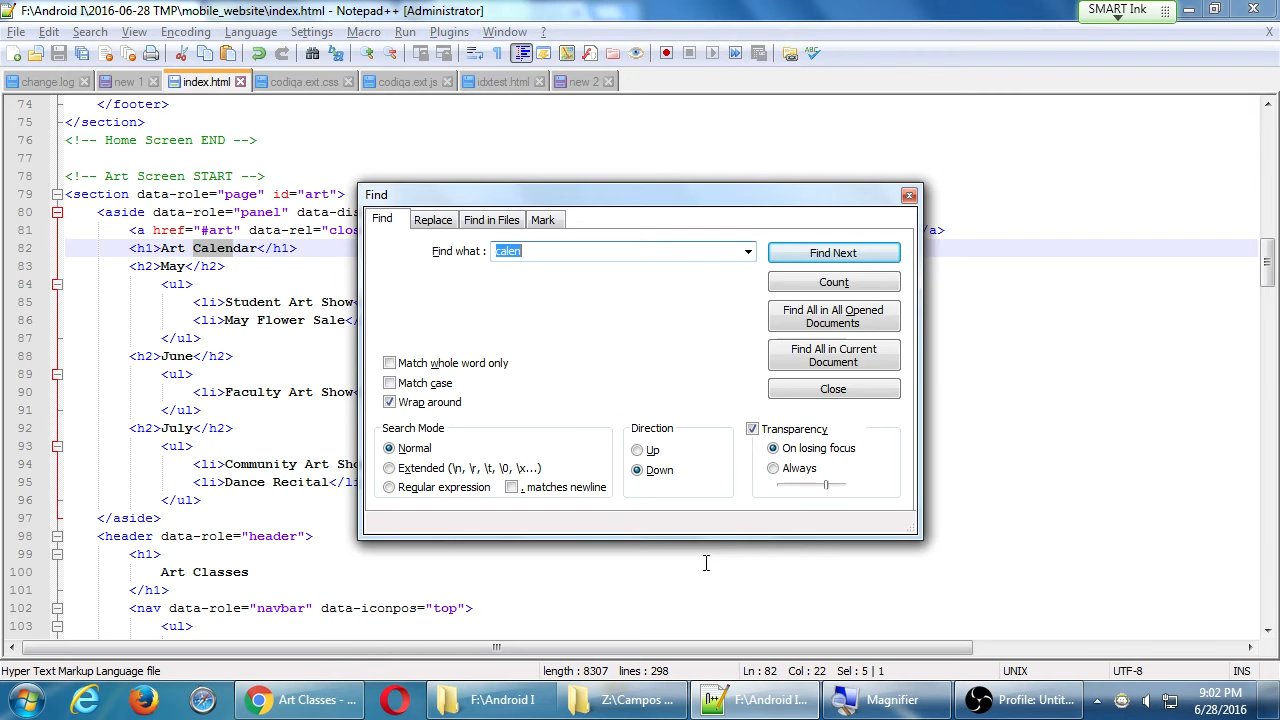 F:\Android I\2016-06-28 TMP\mobile_website\index.html - Notepad++ [Administrator]
SMART Ink
File Edit Search View Encoding Language Settings Macro Run Plugins Window ? X
change.log new 1 index.html codiqa.ext.css codiqa.ext.js idxtest.html new 2
74 </footer>
75 </section>
76 <!-- Home Screen END -->
77
78 <!-- Art Screen START -->
79 <section data-role="page" id="art">
80 <aside data-role="panel" data-dis
81 <a href="#art" data-rel="clos </a>
82 <h1>Art Calendar</h1>
83 <h2>May</h2>
84 <ul>
85 <li>Student Art Show<
86 <li>May Flower Sale</
87 </ul>
88 <h2>June</h2>
89 <ul>
90 <li>Faculty Art Show<
91 </ul>
92 <h2>July</h2>
93 <ul>
94 <li>Community Art Sho
95 <li>Dance Recital</li
96 </ul>
97 </aside>
98 <header data-role="header">
99 <h1>
100 Art Classes
101 </h1>
102 <nav data-role="navbar" data-iconpos="top">
103 <ul>
Find
Find Replace Find in Files Mark
Find what : calen
Find Next
Count
Find All in All Opened
Documents
Find All in Current
Document
Close
Match whole word only
Match case
Wrap around
Search Mode
Normal
Extended (\n, \r, \t, \0, \x...)
Regular expression . matches newline
Direction
Up
Down
Transparency
On losing focus
Always
Hyper Text Markup Language file length : 8307 lines : 298 Ln : 82 Col : 22 Sel : 5 | 1 UNIX UTF-8 INS
Art Classes - ... F:\Android I Z:\Campos ... F:\Android I... Magnifier Profile: Untit...
9:02 PM
6/28/2016